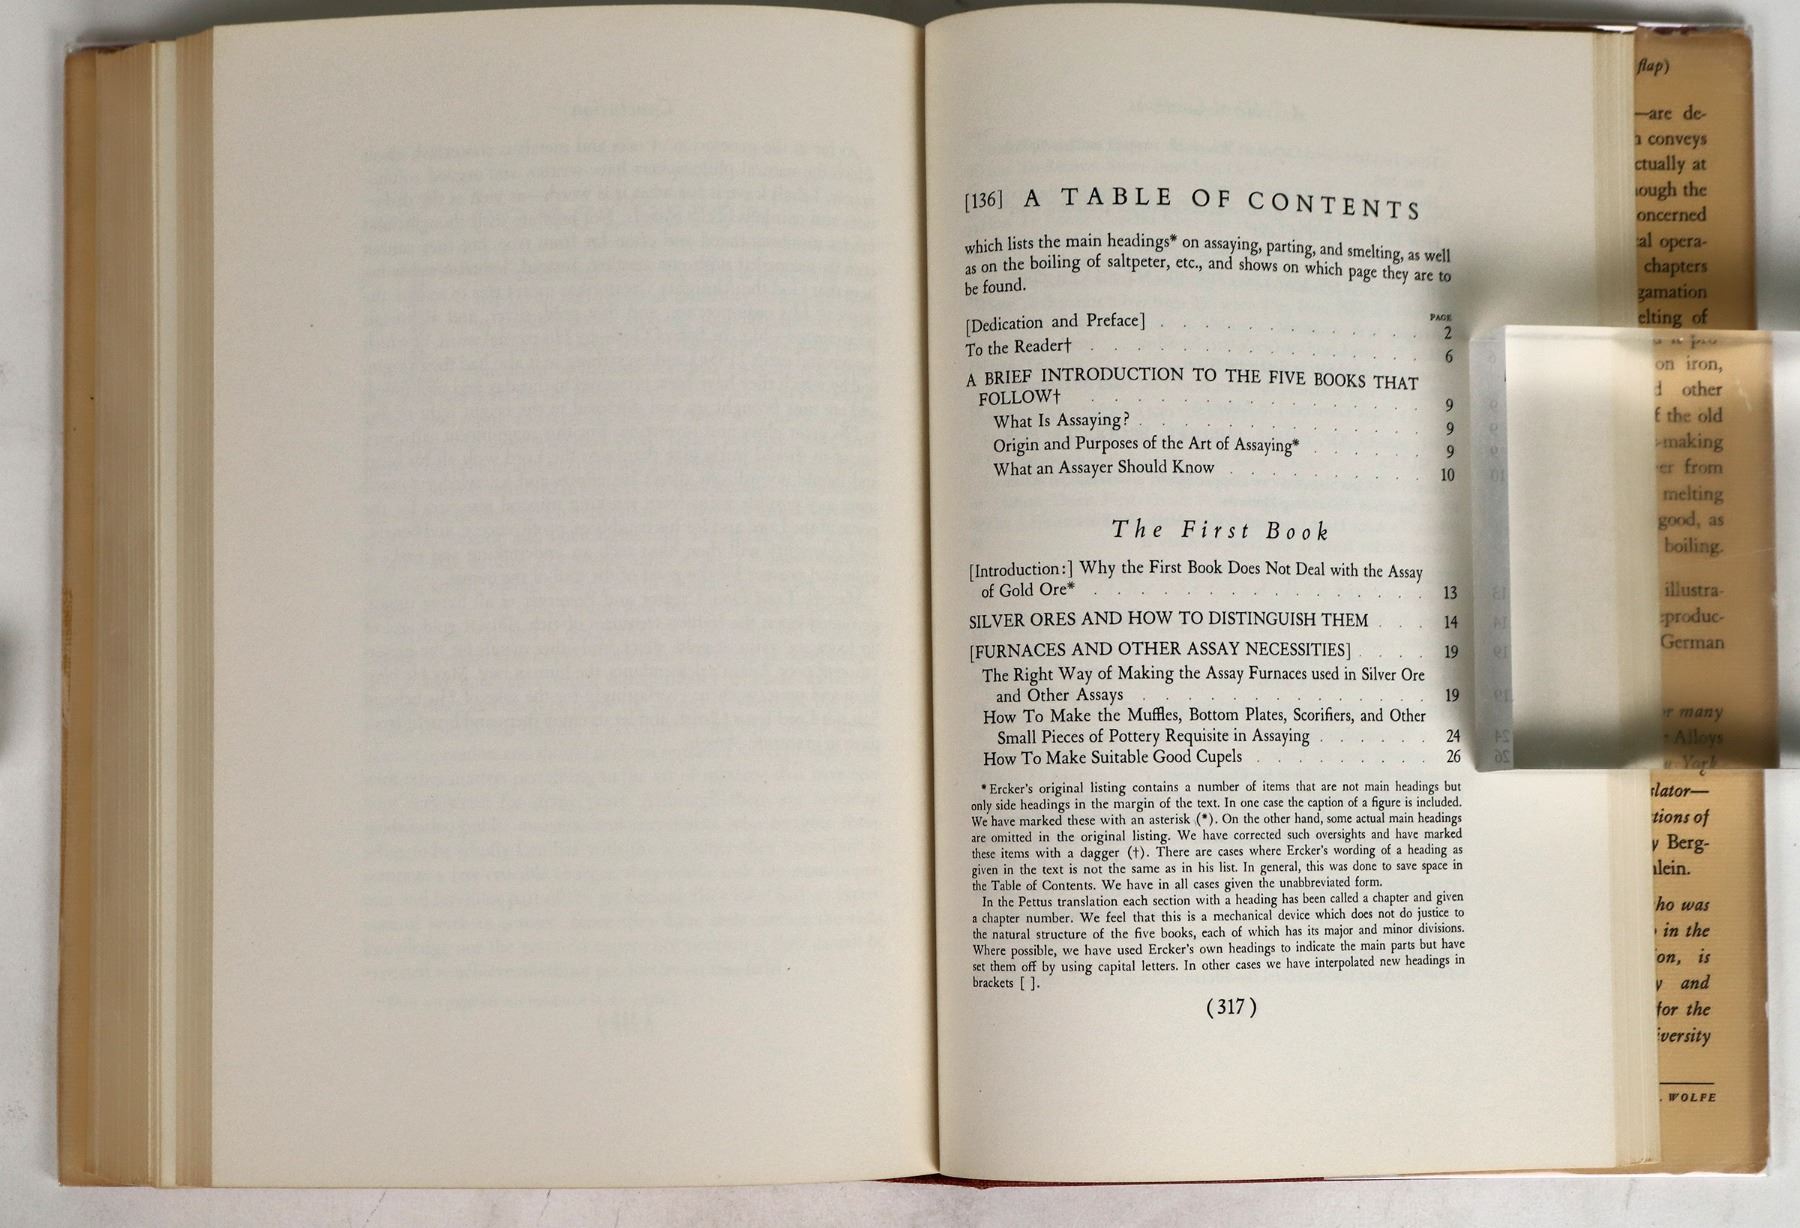 [136] A TABLE OF CONTENTS
which lists the main headings* on assaying, parting, and smelting, as well
as on the boiling of saltpeter, etc., and shows on which page they are to
be found.
PAGE
[Dedication and Preface] . . . . . . . . . . . . 2
To the Reader† . . . . . . . . . . . . . . . 6
A BRIEF INTRODUCTION TO THE FIVE BOOKS THAT
FOLLOW† . . . . . . . . . . . . . . . 9
What Is Assaying? . . . . . . . . . . . . . 9
Origin and Purposes of the Art of Assaying* . . . . . 9
What an Assayer Should Know . . . . . . . . . 10
The First Book
[Introduction:] Why the First Book Does Not Deal with the Assay
of Gold Ore* . . . . . . . . . . . . . . . 13
SILVER ORES AND HOW TO DISTINGUISH THEM . . . 14
[FURNACES AND OTHER ASSAY NECESSITIES] . . . . 19
The Right Way of Making the Assay Furnaces used in Silver Ore
and Other Assays . . . . . . . . . . . . . 19
How To Make the Muffles, Bottom Plates, Scorifiers, and Other
Small Pieces of Pottery Requisite in Assaying . . . . . . 24
How To Make Suitable Good Cupels . . . . . . . . . 26
* Ercker's original listing contains a number of items that are not main headings but
only side headings in the margin of the text. In one case the caption of a figure is included.
We have marked these with an asterisk (*). On the other hand, some actual main headings
are omitted in the original listing. We have corrected such oversights and have marked
these items with a dagger (†). There are cases where Ercker's wording of a heading as
given in the text is not the same as in his list. In general, this was done to save space in
the Table of Contents. We have in all cases given the unabbreviated form.
In the Pettus translation each section with a heading has been called a chapter and given
a chapter number. We feel that this is a mechanical device which does not do justice to
the natural structure of the five books, each of which has its major and minor divisions.
Where possible, we have used Ercker's own headings to indicate the main parts but have
set them off by using capital letters. In other cases we have interpolated new headings in
brackets [ ].
(317)
flap)
—are de-
conveys
ctually at
ough the
oncerned
al opera-
chapters
gamation
elting of
on iron,
other
the old
-making
er from
melting
good, as
boiling.
illustra-
eproduc-
German
r many
Alloys
York
slator—
tions of
y Berg-
lein.
ho was
in the
on, is
y and
for the
iversity
. WOLFE